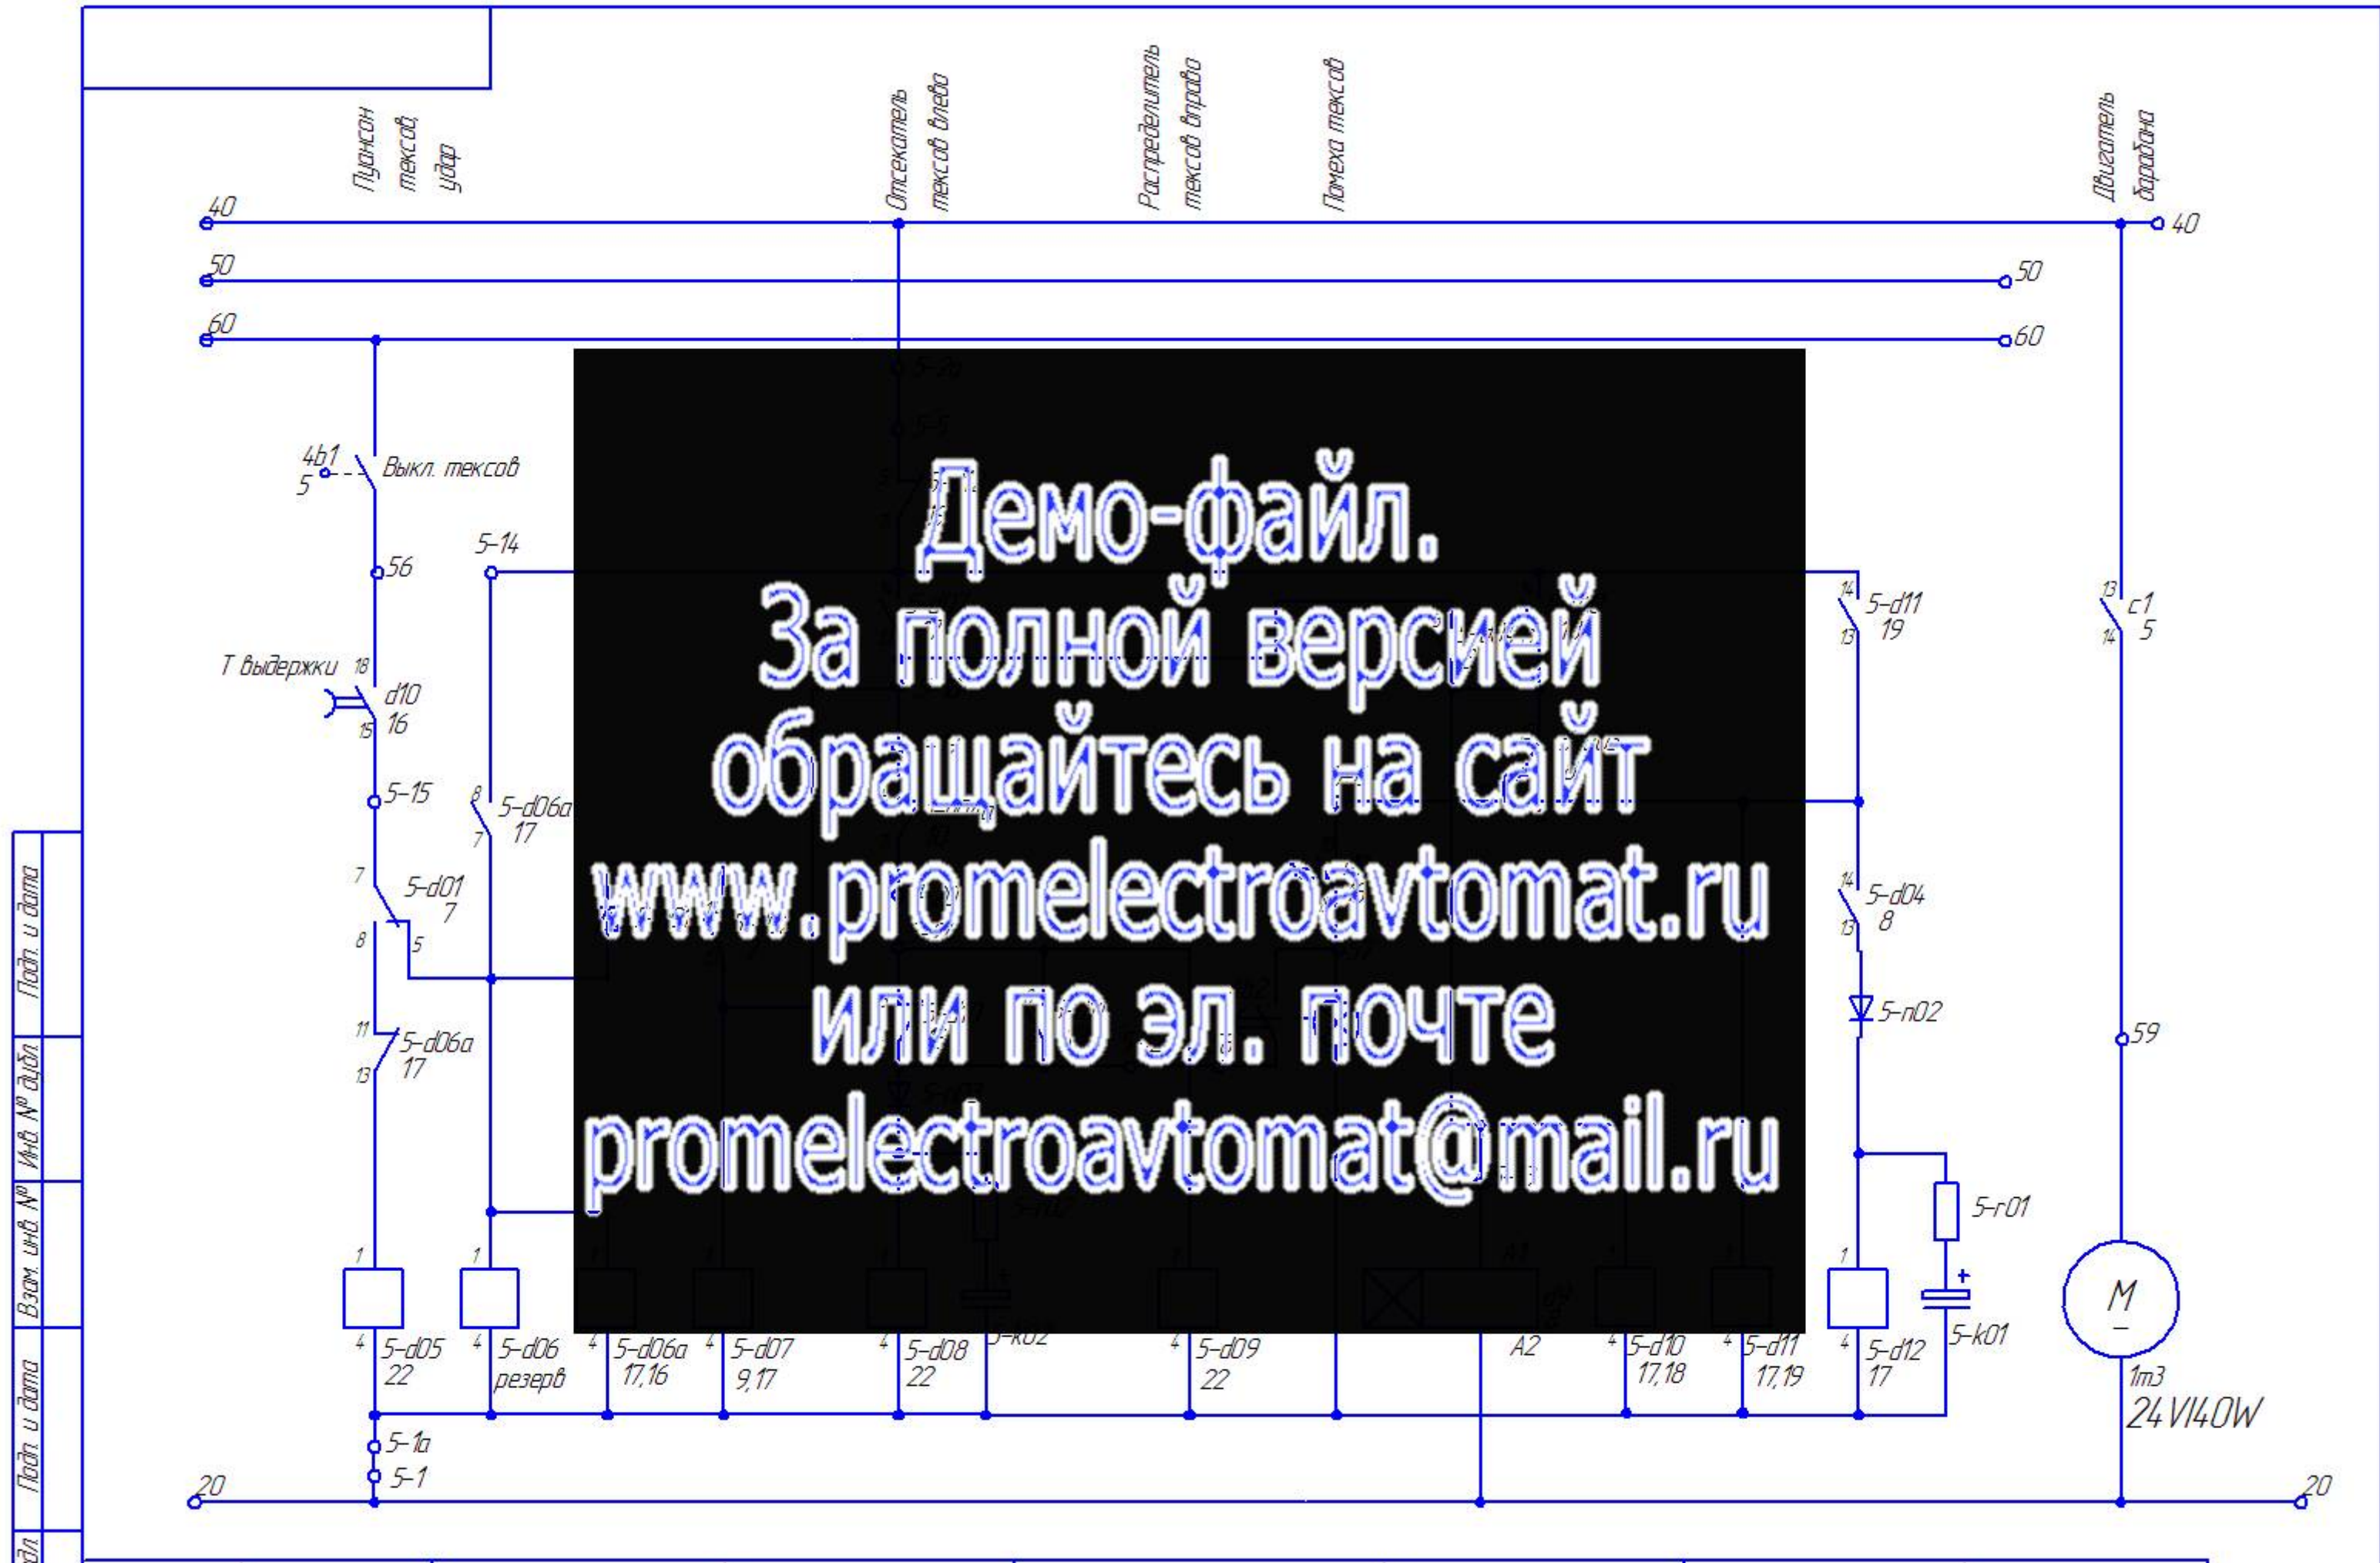 Пуансон
тексов,
удар
Отсекатель
тексов влево
Распределитель
тексов вправо
Помеха тексов
Двигатель
барабана
40
40
50
50
60
60
4b1
5
Выкл. тексов
56
5-14
Т выдержки
18
d10
15
16
5-15
8
5-d06a
7
17
7
5-d01
7
8
5
11
5-d06a
13
17
Демо-файл.
За полной версией
обращайтесь на сайт
www.promelectroavtomat.ru
или по эл. почте
promelectroavtomat@mail.ru
14
5-d11
13
19
14
5-d04
13
8
5-n02
13
c1
14
5
59
5-r01
+
5-k01
M
1m3
24V140W
1
4
5-d05
22
1
4
5-d06
резерв
4
5-d06a
17,16
4
5-d07
9,17
4
5-d08
22
5-k02
4
5-d09
22
A2
4
5-d10
17,18
4
5-d11
17,19
1
4
5-d12
17
5-1a
5-1
20
20
Подп. и дата
Инв. № дубл
Взам. инв. №
Подп. и дата